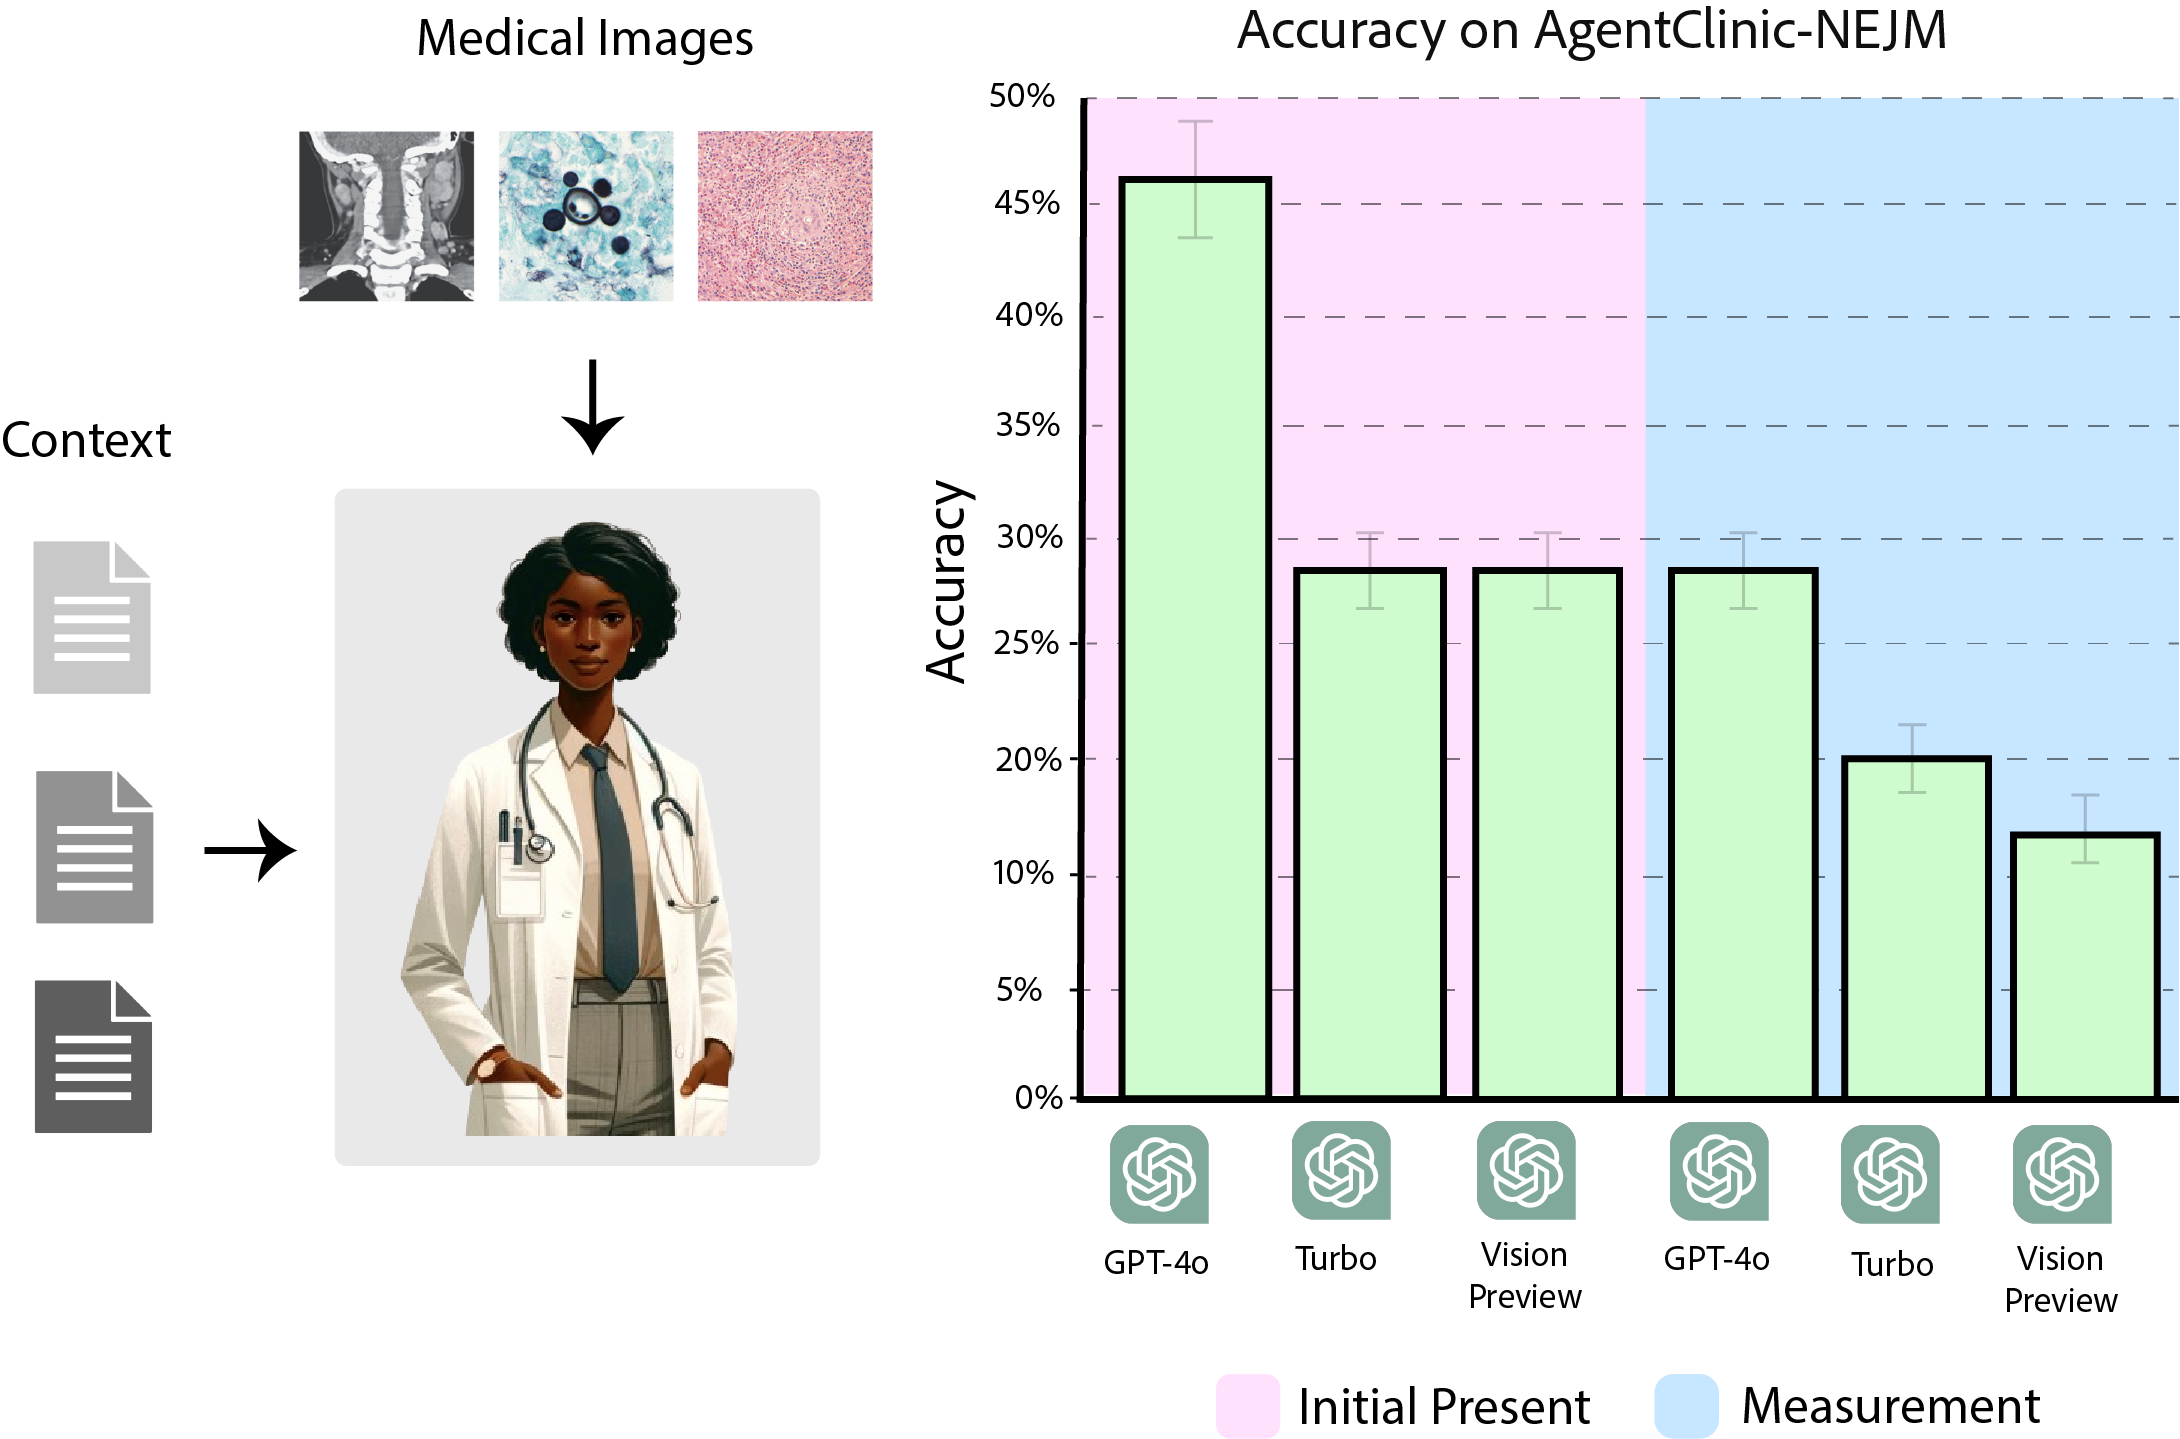 Medical Images
Context
Accuracy on AgentClinic-NEJM
Accuracy
50%
45%
40%
35%
30%
25%
20%
10%
5%
0%
GPT-4o
Turbo
Vision
Preview
GPT-4o
Turbo
Vision
Preview
Initial Present
Measurement